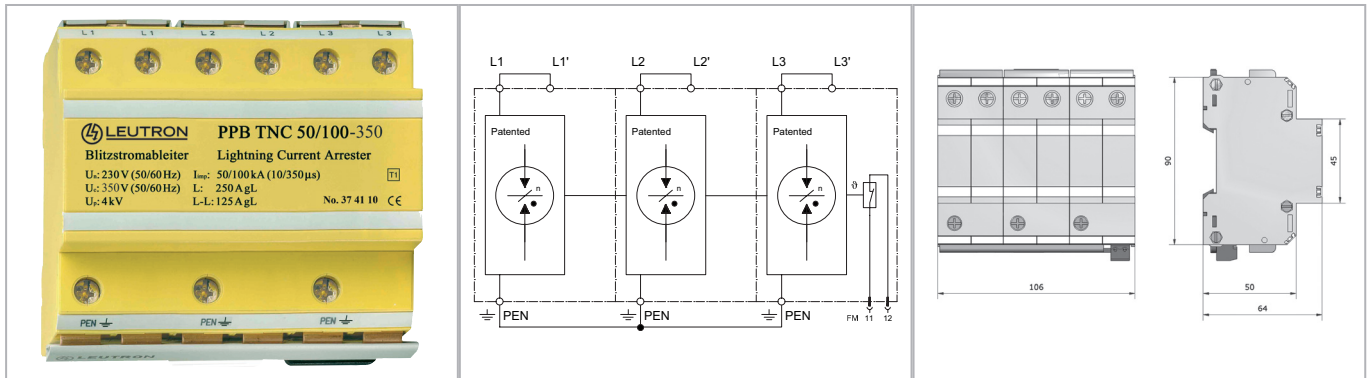 L1 L1 L2 L2 L3 L3
LEUTRON PPB TNC 50/100-350
Blitzstromableiter Lightning Current Arrester
Uₙ: 230 V (50/60 Hz) Iimp: 50/100 kA (10/350 µs) T1
U꜀: 350 V (50/60 Hz) L: 250 A gL
Uₚ: 4 kV L-L: 125 A gL No. 37 41 10 CE
PEN PEN PEN
LEUTRON
L1 L1' L2 L2' L3 L3'
Patented Patented Patented
n n n ϑ
PEN PEN PEN FM 11 12
90 45
106 50
64